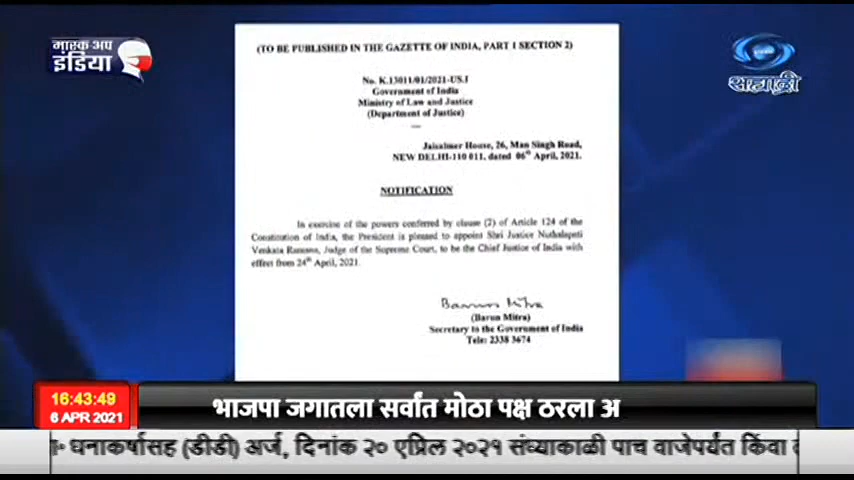 मास्क अप
इंडिया
सह्याद्री
(TO BE PUBLISHED IN THE GAZETTE OF INDIA, PART I SECTION 2)
No. K.13011/01/2021-US.I
Government of India
Ministry of Law and Justice
(Department of Justice)
Jaisalmer House, 26, Man Singh Road,
NEW DELHI-110 011, dated 06th April, 2021.
NOTIFICATION
In exercise of the powers conferred by clause (2) of Article 124 of the
Constitution of India, the President is pleased to appoint Shri Justice Nuthalapati
Venkata Ramana, Judge of the Supreme Court, to be the Chief Justice of India with
effect from 24th April, 2021.
Barun Mitra
(Barun Mitra)
Secretary to the Government of India
Tele: 2338 3674
16:43:49
6 APR 2021
भाजपा जगातला सर्वांत मोठा पक्ष ठरला अ
धनाकर्षासह (डीडी) अर्ज, दिनांक २० एप्रिल २०२१ संध्याकाळी पाच वाजेपर्यंत किंवा